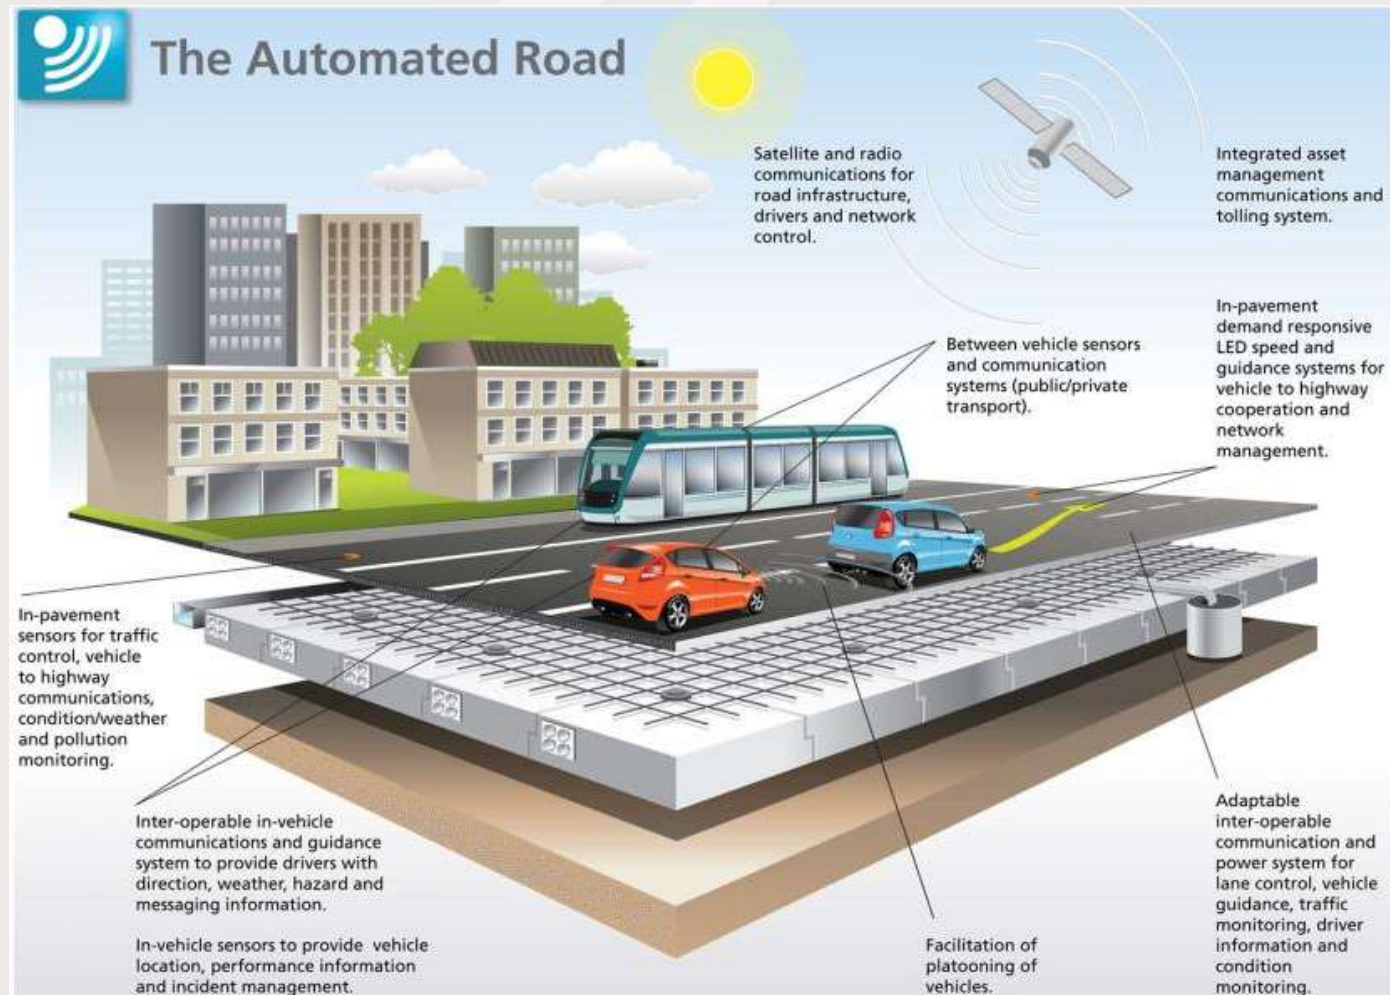 The Automated Road
Satellite and radio
communications for
road infrastructure,
drivers and network
control.
Integrated asset
management
communications and
tolling system.
In-pavement
demand responsive
LED speed and
guidance systems for
vehicle to highway
cooperation and
network
management.
Between vehicle sensors
and communication
systems (public/private
transport).
In-pavement
sensors for traffic
control, vehicle
to highway
communications,
condition/weather
and pollution
monitoring.
Inter-operable in-vehicle
communications and guidance
system to provide drivers with
direction, weather, hazard and
messaging information.
In-vehicle sensors to provide vehicle
location, performance information
and incident management.
Facilitation of
platooning of
vehicles.
Adaptable
inter-operable
communication and
power system for
lane control, vehicle
guidance, traffic
monitoring, driver
information and
condition
monitoring.